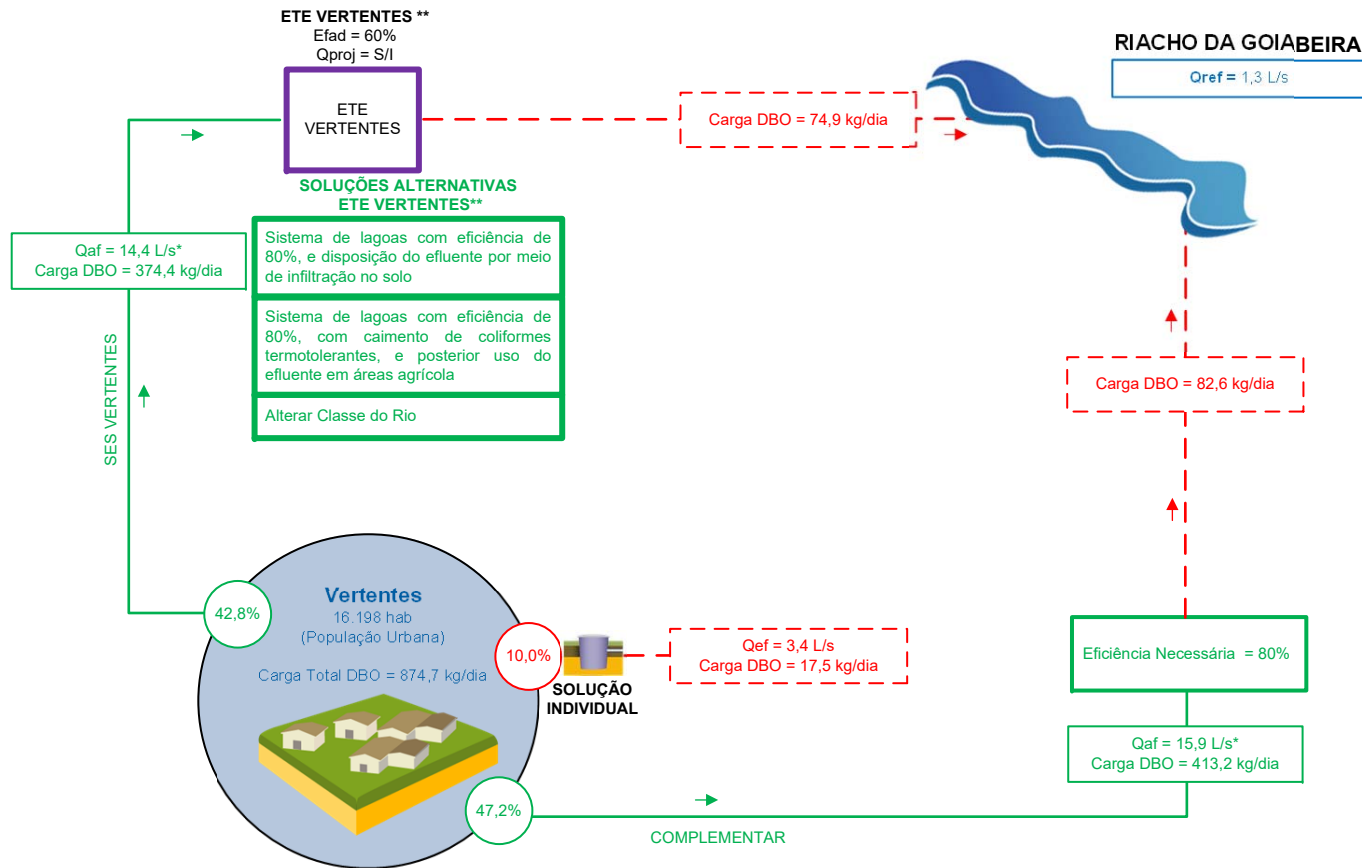 ETE VERTENTES **
Efad = 60%
Qproj = S/I
ETE
VERTENTES
Carga DBO = 74,9 kg/dia
RIACHO DA GOIABEIRA
Qref = 1,3 L/s
SOLUÇÕES ALTERNATIVAS
ETE VERTENTES**
Sistema de lagoas com eficiência de
80%, e disposição do efluente por meio
de infiltração no solo
Sistema de lagoas com eficiência de
80%, com caimento de coliformes
termotolerantes, e posterior uso do
efluente em áreas agrícola
Alterar Classe do Rio
Qaf = 14,4 L/s*
Carga DBO = 374,4 kg/dia
SES VERTENTES
Carga DBO = 82,6 kg/dia
42,8%
Vertentes
16.198 hab
(População Urbana)
Carga Total DBO = 874,7 kg/dia
10,0%
SOLUÇÃO
INDIVIDUAL
Qef = 3,4 L/s
Carga DBO = 17,5 kg/dia
Eficiência Necessária = 80%
Qaf = 15,9 L/s*
Carga DBO = 413,2 kg/dia
47,2%
COMPLEMENTAR